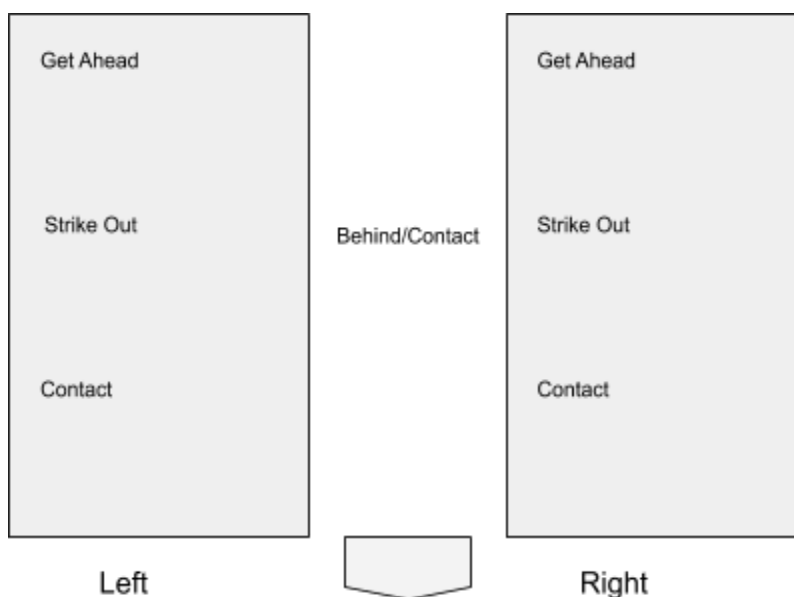 Get Ahead
Strike Out
Contact
Behind/Contact
Get Ahead
Strike Out
Contact
Left
Right